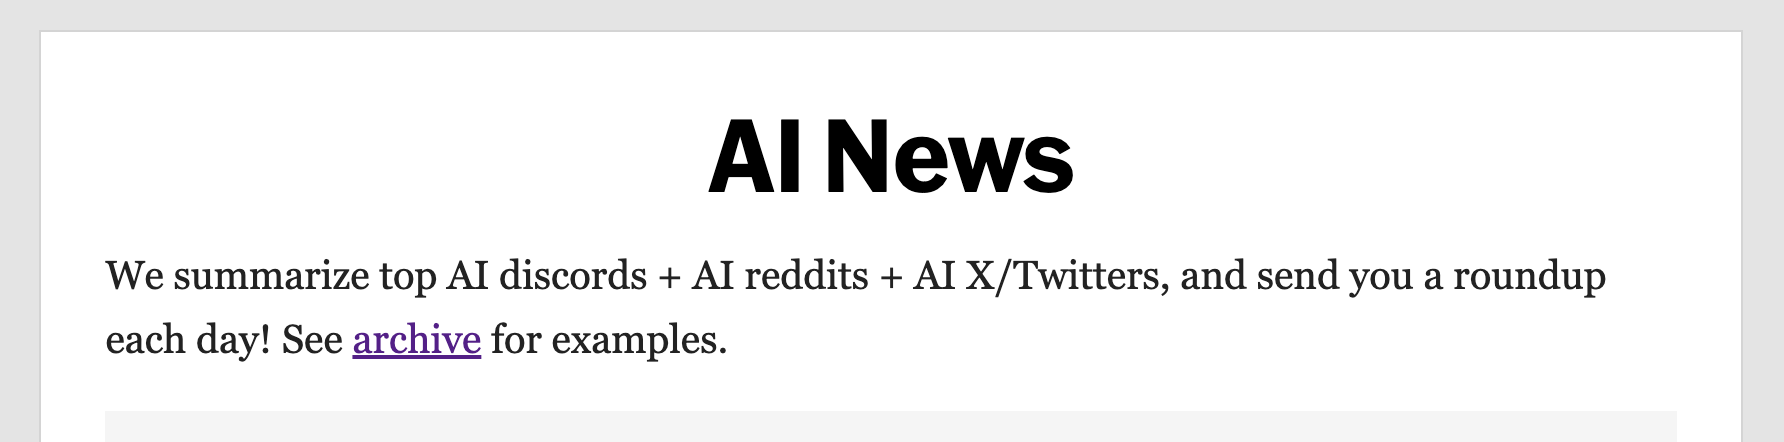 AI News
We summarize top AI discords + AI reddits + AI X/Twitters, and send you a roundup
each day! See archive for examples.